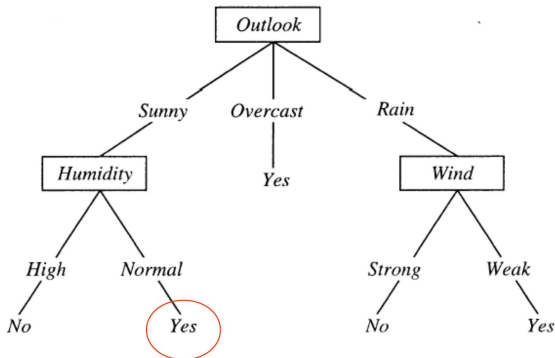 Outlook
Sunny Overcast Rain
Humidity Yes Wind
High Normal Strong Weak
No Yes No Yes